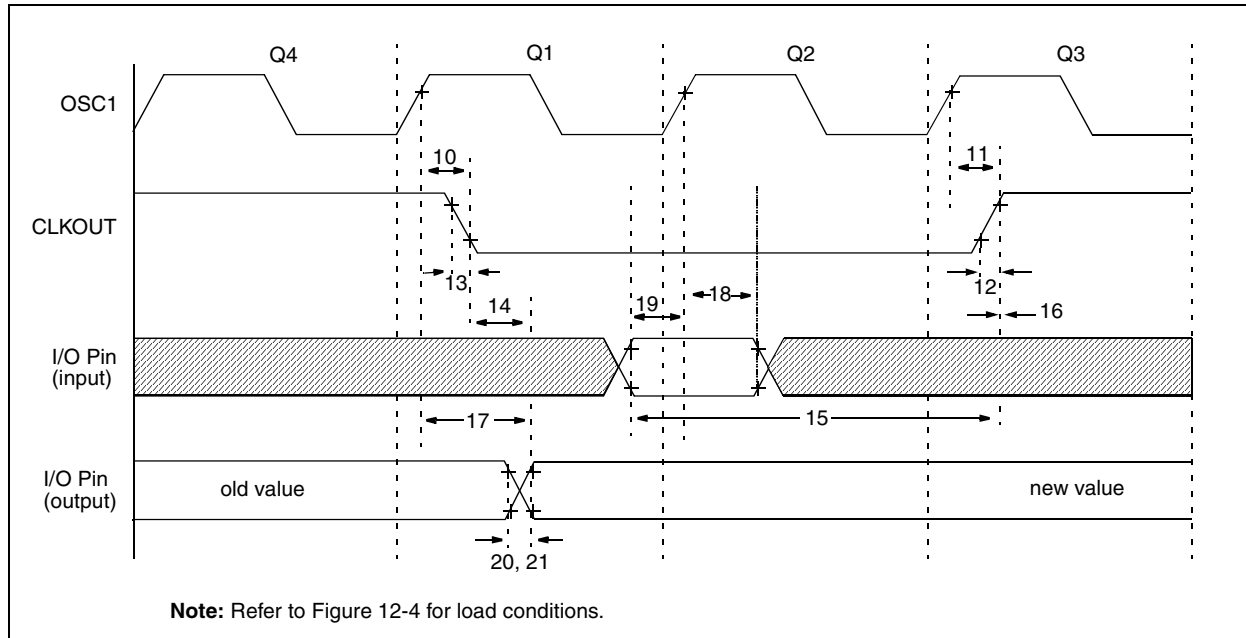 Q4
Q1
Q2
Q3
OSC1
10
11
CLKOUT
13
12
14
19
18
16
I/O Pin
(input)
17
15
I/O Pin
(output)
old value
new value
20, 21
Note: Refer to Figure 12-4 for load conditions.